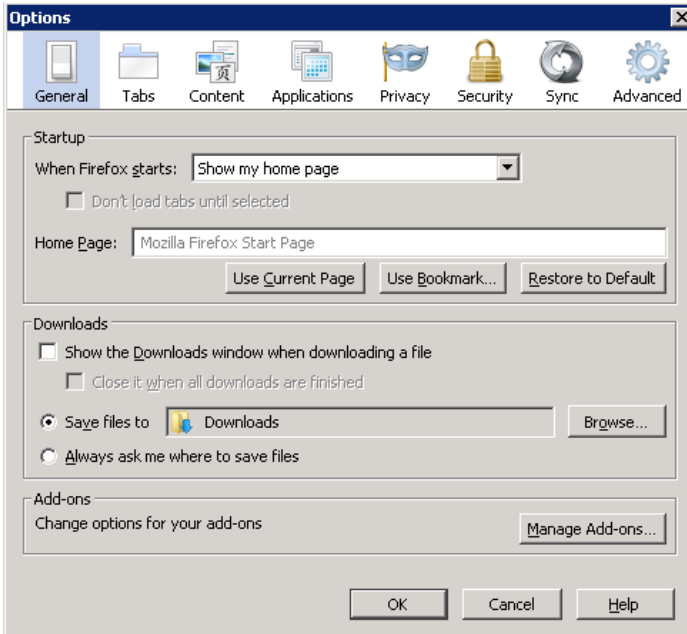 Options
General Tabs Content Applications Privacy Security Sync Advanced
Startup
When Firefox starts: Show my home page
Don't load tabs until selected
Home Page: Mozilla Firefox Start Page
Use Current Page Use Bookmark... Restore to Default
Downloads
Show the Downloads window when downloading a file
Close it when all downloads are finished
Save files to Downloads Browse...
Always ask me where to save files
Add-ons
Change options for your add-ons Manage Add-ons...
OK Cancel Help